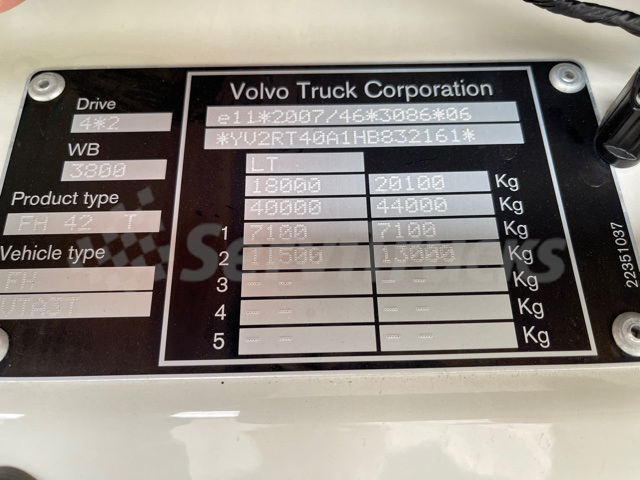 Volvo Truck Corporation
Drive
4*2
WB
3800
Product type
FH 42 T
Vehicle type
FH
e11*2007/46*3086*06
*YV2RT40A1HB832161*
LT
18000 20100 Kg
40000 44000 Kg
1 7100 7100 Kg
2 11500 13000 Kg
3 -- -- Kg
4 -- -- Kg
5 -- -- Kg
22351037